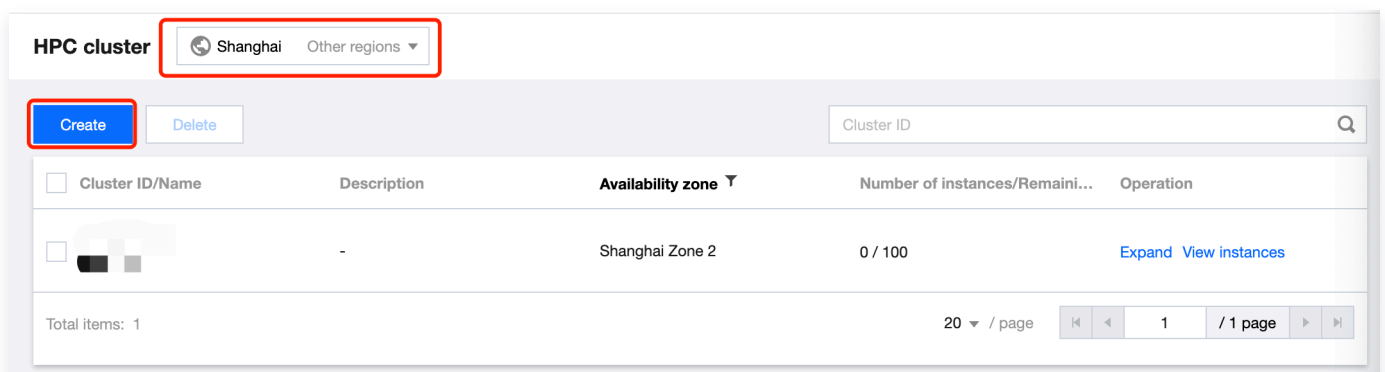 HPC cluster Shanghai Other regions
Create Delete Cluster ID
Cluster ID/Name Description Availability zone Number of instances/Remaini... Operation
- Shanghai Zone 2 0 / 100 Expand View instances
Total items: 1 20 / page 1 / 1 page